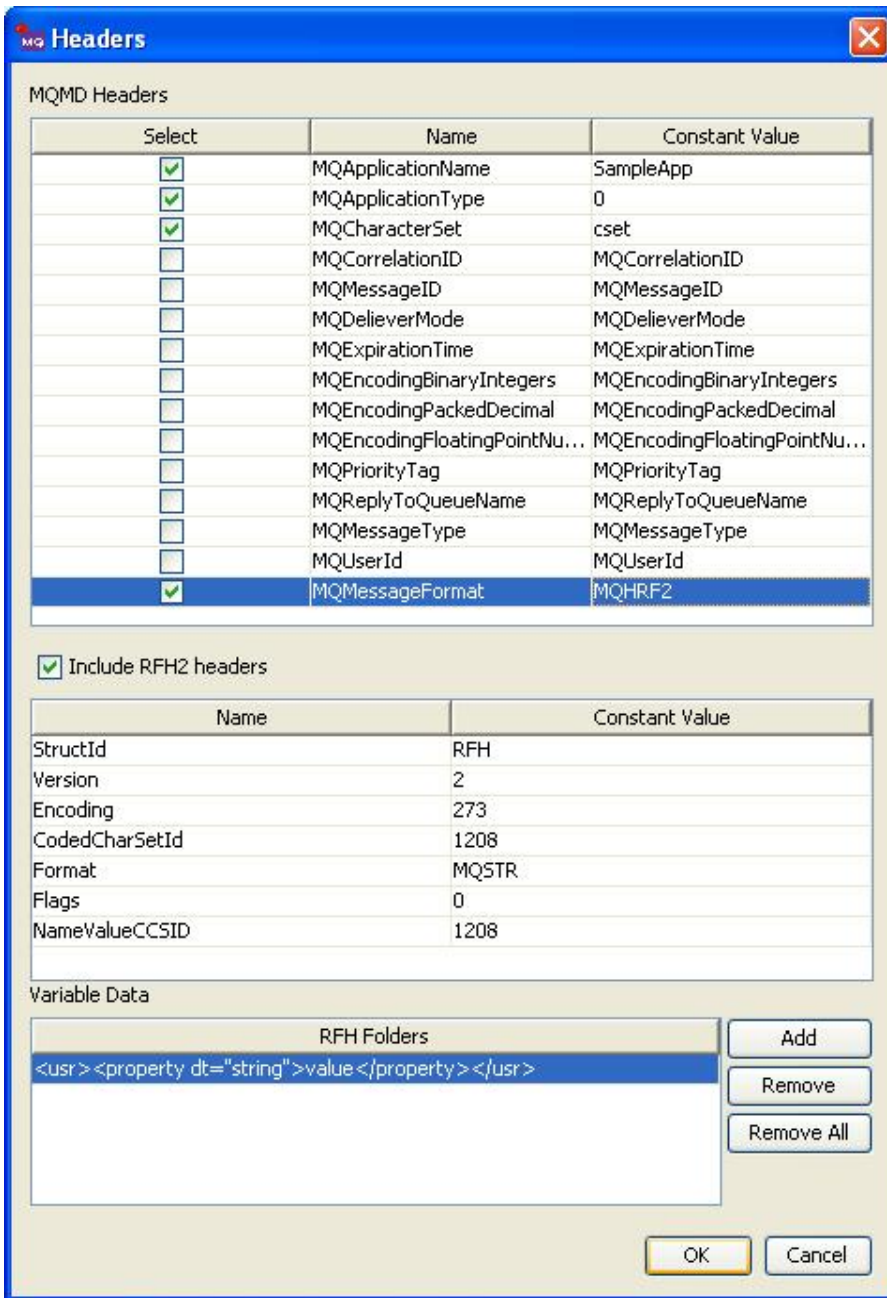 MQ Headers
MQMD Headers
Select Name Constant Value
MQApplicationName SampleApp
MQApplicationType 0
MQCharacterSet cset
MQCorrelationID MQCorrelationID
MQMessageID MQMessageID
MQDelieverMode MQDelieverMode
MQExpirationTime MQExpirationTime
MQEncodingBinaryIntegers MQEncodingBinaryIntegers
MQEncodingPackedDecimal MQEncodingPackedDecimal
MQEncodingFloatingPointNu... MQEncodingFloatingPointNu...
MQPriorityTag MQPriorityTag
MQReplyToQueueName MQReplyToQueueName
MQMessageType MQMessageType
MQUserId MQUserId
MQMessageFormat MQHRF2
Include RFH2 headers
Name Constant Value
StructId RFH
Version 2
Encoding 273
CodedCharSetId 1208
Format MQSTR
Flags 0
NameValueCCSID 1208
Variable Data
RFH Folders
<usr><property dt="string">value</property></usr>
Add
Remove
Remove All
OK Cancel